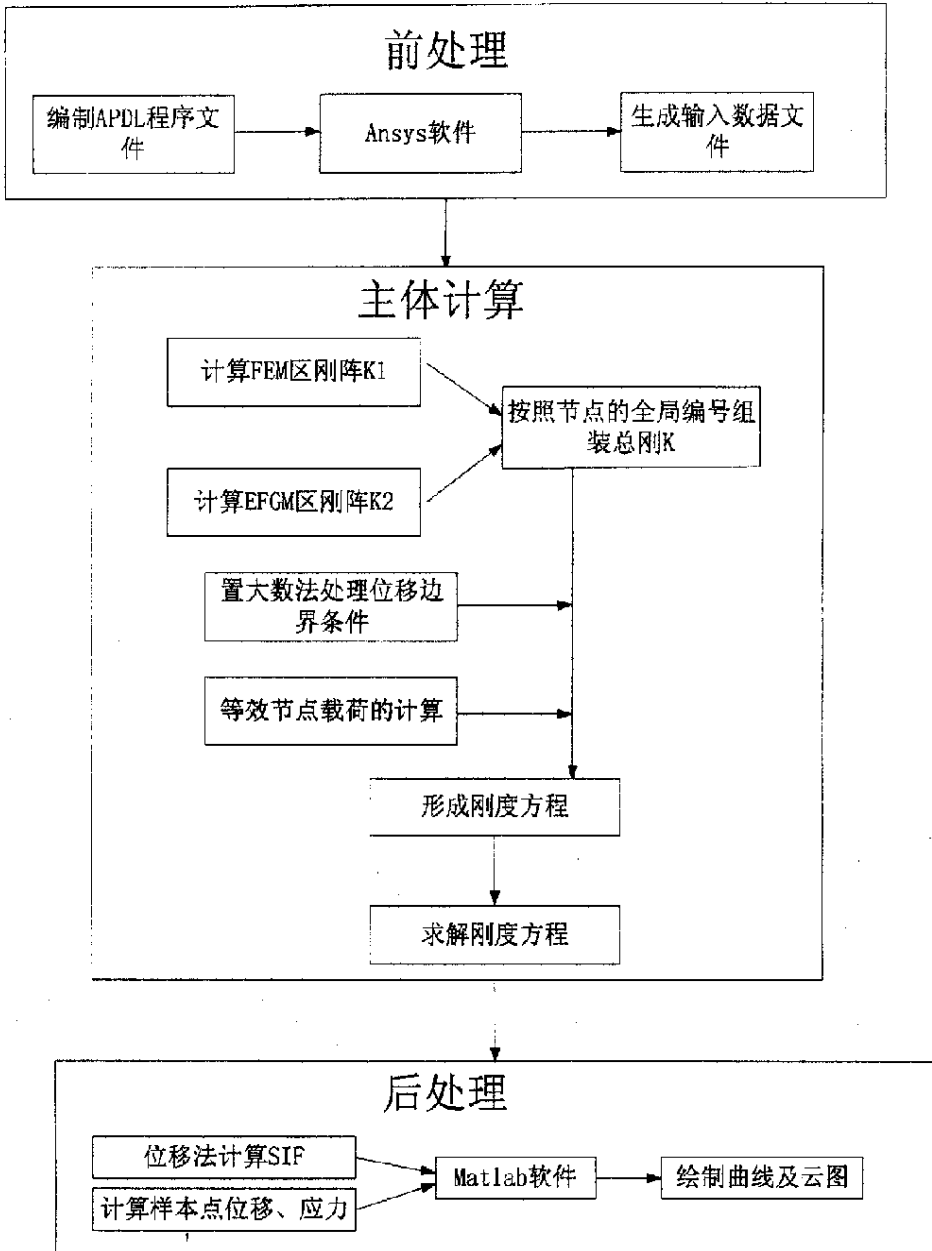 前处理
编制APDL程序文
件
Ansys软件
生成输入数据文
件
主体计算
计算FEM区刚阵K1
按照节点的全局编号组
装总刚K
计算EFGM区刚阵K2
置大数法处理位移边
界条件
等效节点载荷的计算
形成刚度方程
求解刚度方程
后处理
位移法计算SIF
计算样本点位移、应力
Matlab软件
绘制曲线及云图